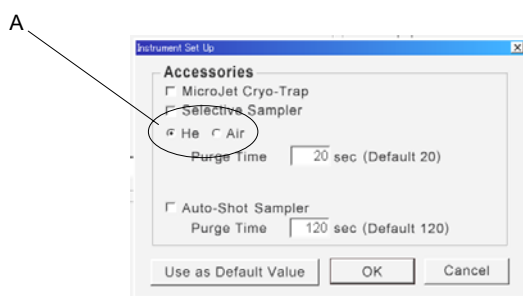 A
Instrument Set Up
Accessories
MicroJet Cryo-Trap
Selective Sampler
He Air
Purge Time 20 sec (Default 20)
Auto-Shot Sampler
Purge Time 120 sec (Default 120)
Use as Default Value OK Cancel